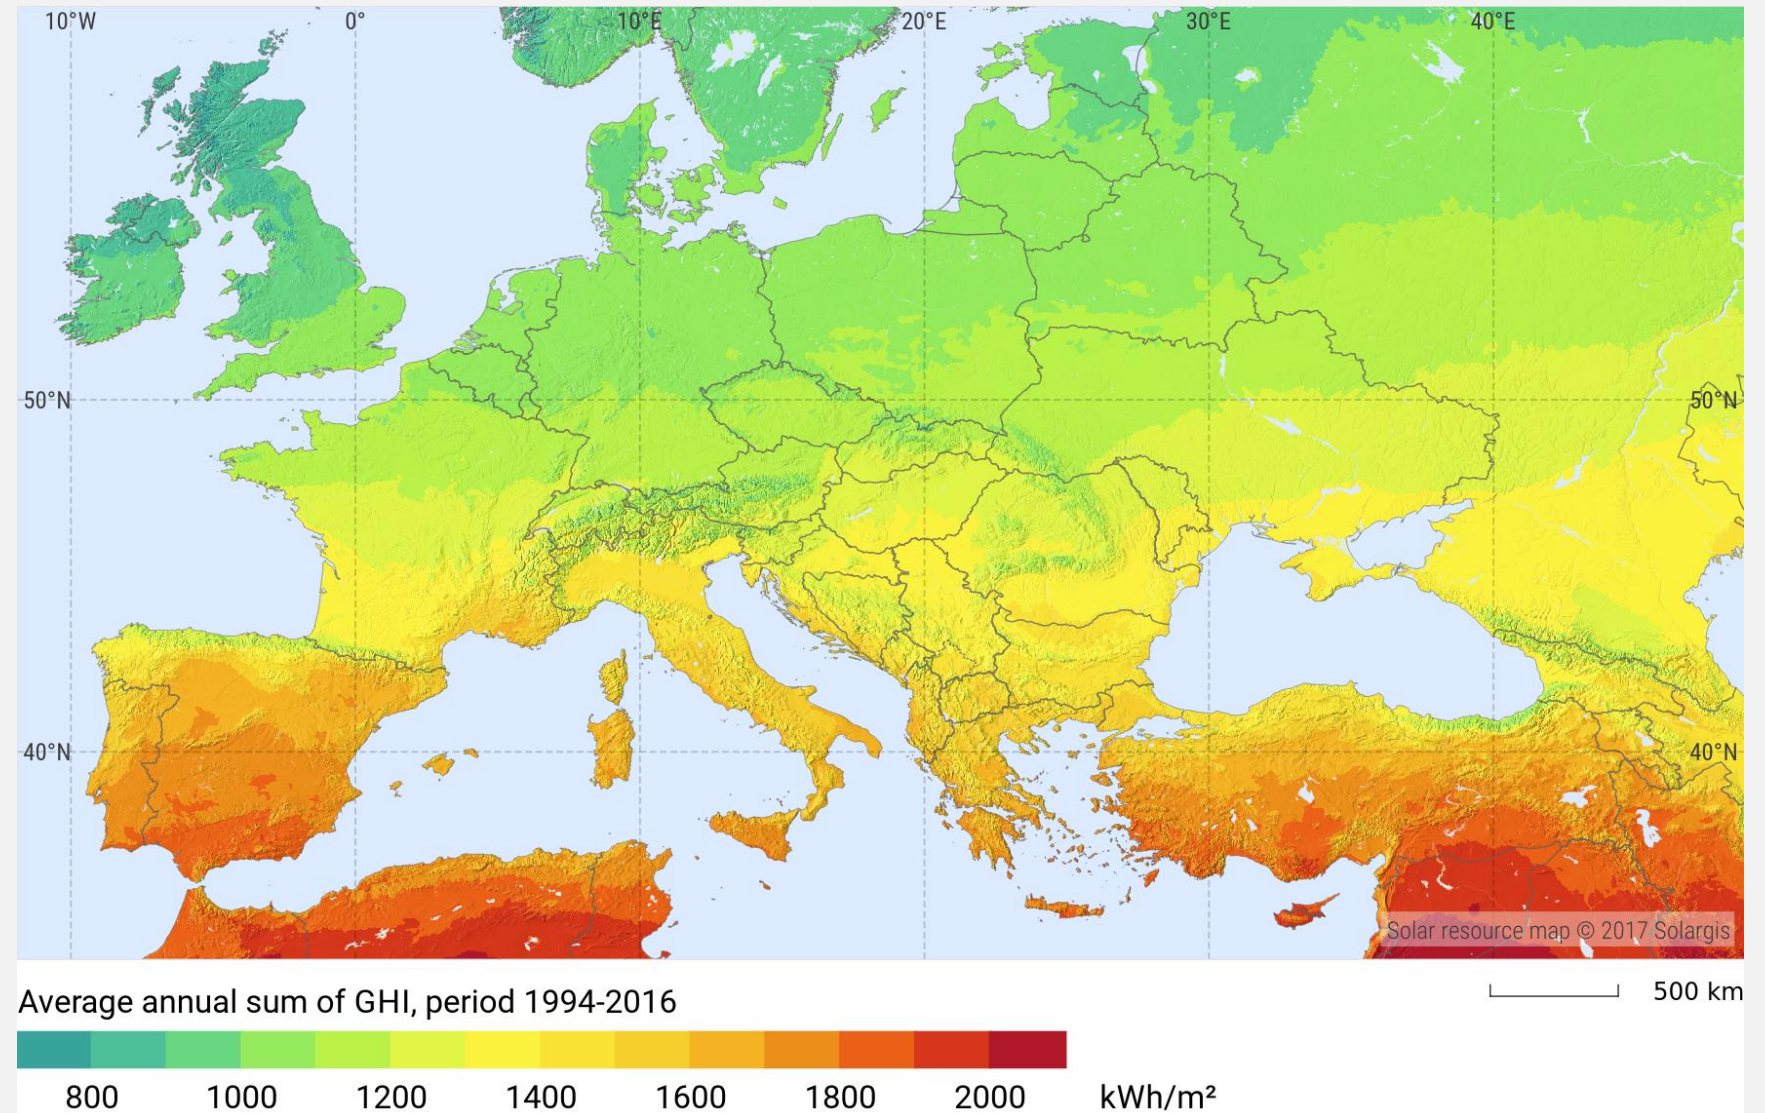 10°W 0° 10°E 20°E 30°E 40°E
50°N 50°N
40°N 40°N
Solar resource map © 2017 Solargis
500 km
Average annual sum of GHI, period 1994-2016
800 1000 1200 1400 1600 1800 2000 kWh/m²